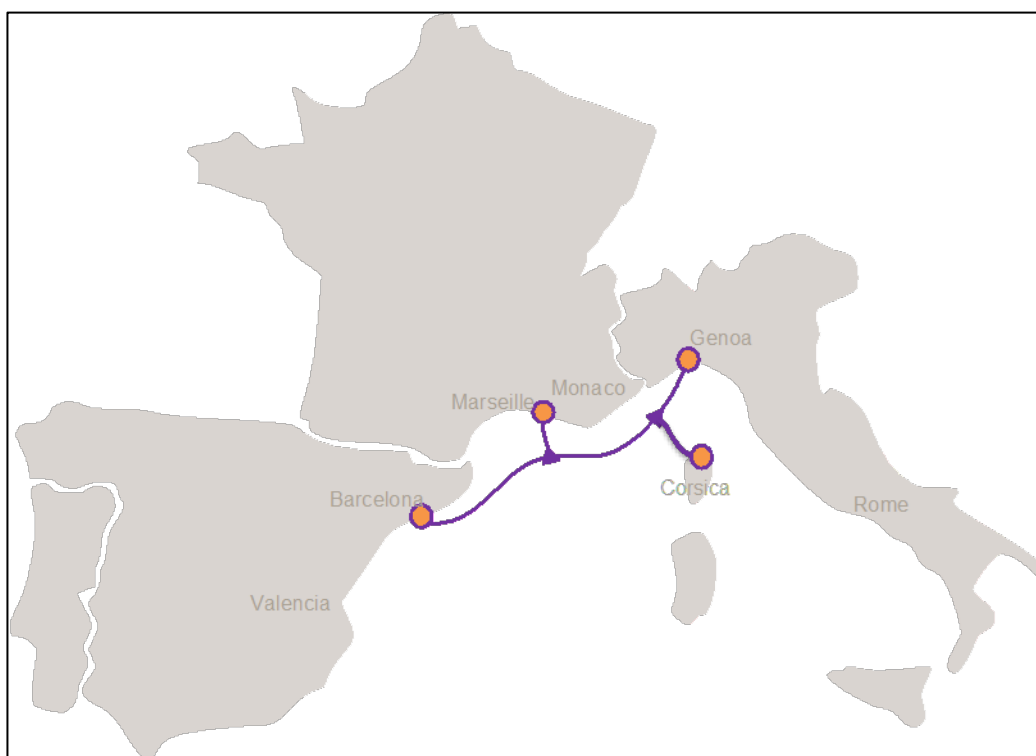 Genoa
Monaco
Marseille
Corsica
Barcelona
Rome
Valencia